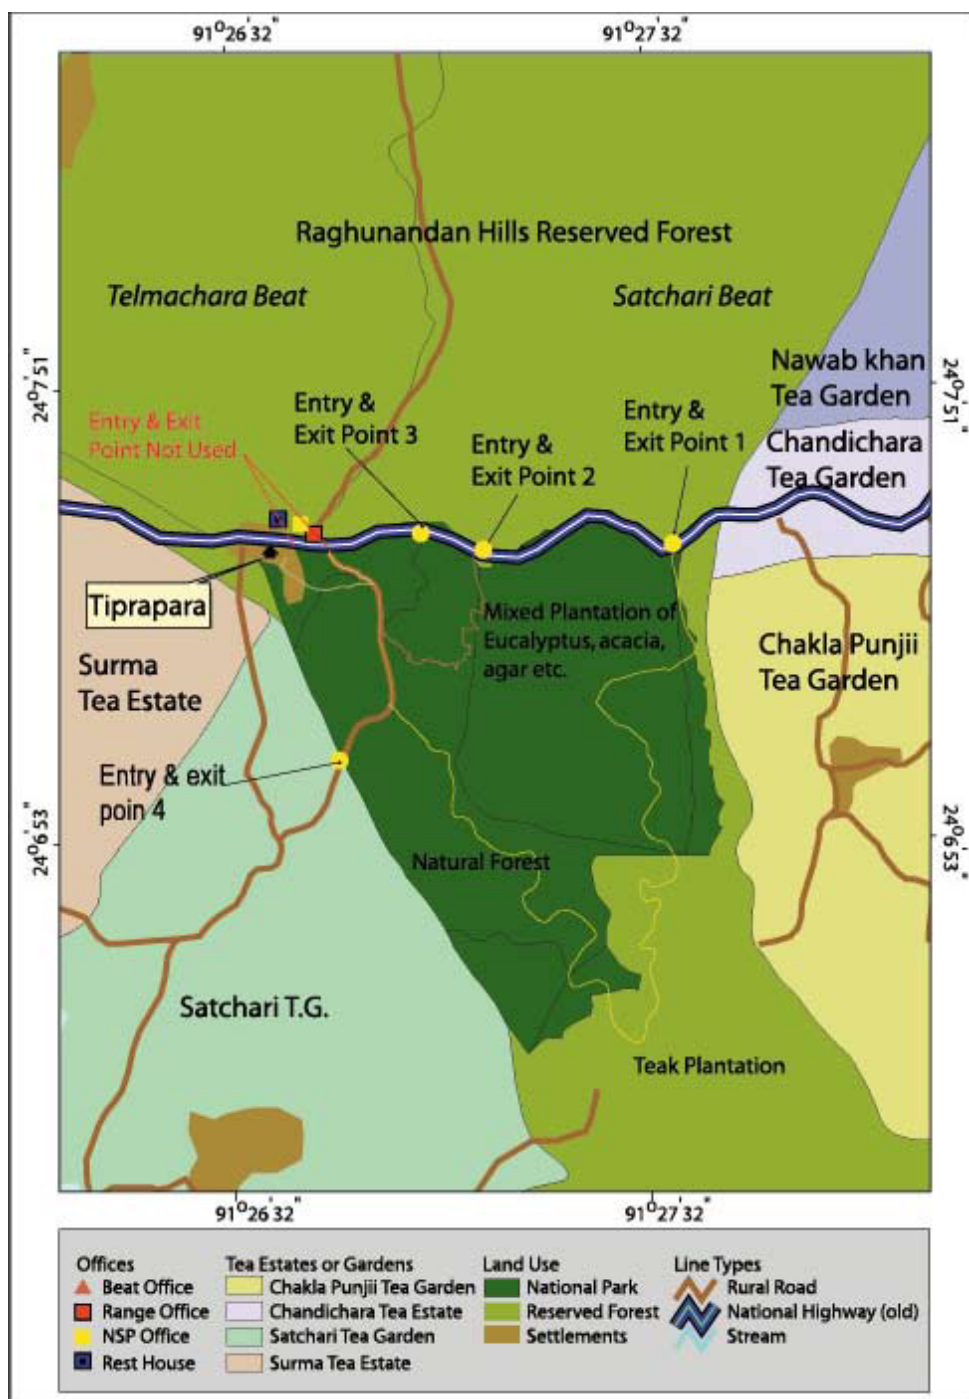 91°26'32"
91°27'32"
Raghunandan Hills Reserved Forest
Telmachara Beat
Satchari Beat
24°7'51"
24°7'51"
Nawab khan
Tea Garden
Entry & Exit
Point Not Used
Entry &
Exit Point 3
Entry &
Exit Point 2
Entry &
Exit Point 1
Chandichara
Tea Garden
Tiprapara
Mixed Plantation of
Eucalyptus, acacia,
agar etc.
Surma
Tea Estate
Chakla Punjii
Tea Garden
Entry & exit
poin 4
24°6'53"
24°6'53"
Natural Forest
Satchari T.G.
Teak Plantation
91°26'32"
91°27'32"
Offices
Beat Office
Range Office
NSP Office
Rest House
Tea Estates or Gardens
Chakla Punjii Tea Garden
Chandichara Tea Estate
Satchari Tea Garden
Surma Tea Estate
Land Use
National Park
Reserved Forest
Settlements
Line Types
Rural Road
National Highway (old)
Stream